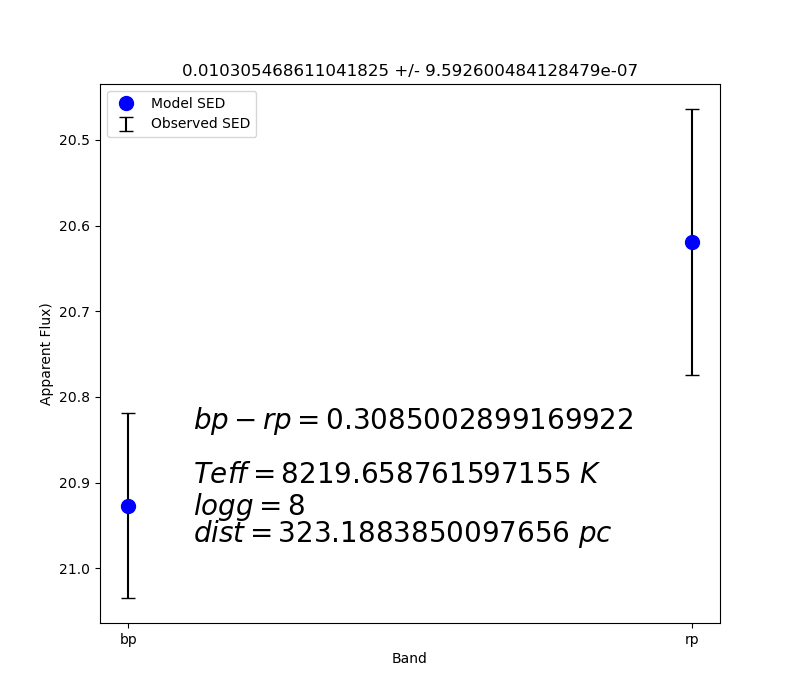 0.010305468611041825 +/- 9.592600484128479e-07
Model SED
Observed SED
20.5
20.6
20.7
20.8
20.9
21.0
Apparent Flux)
bp − rp = 0.3085002899169922
Teff = 8219.658761597155 K
logg = 8
dist = 323.1883850097656 pc
bp
rp
Band